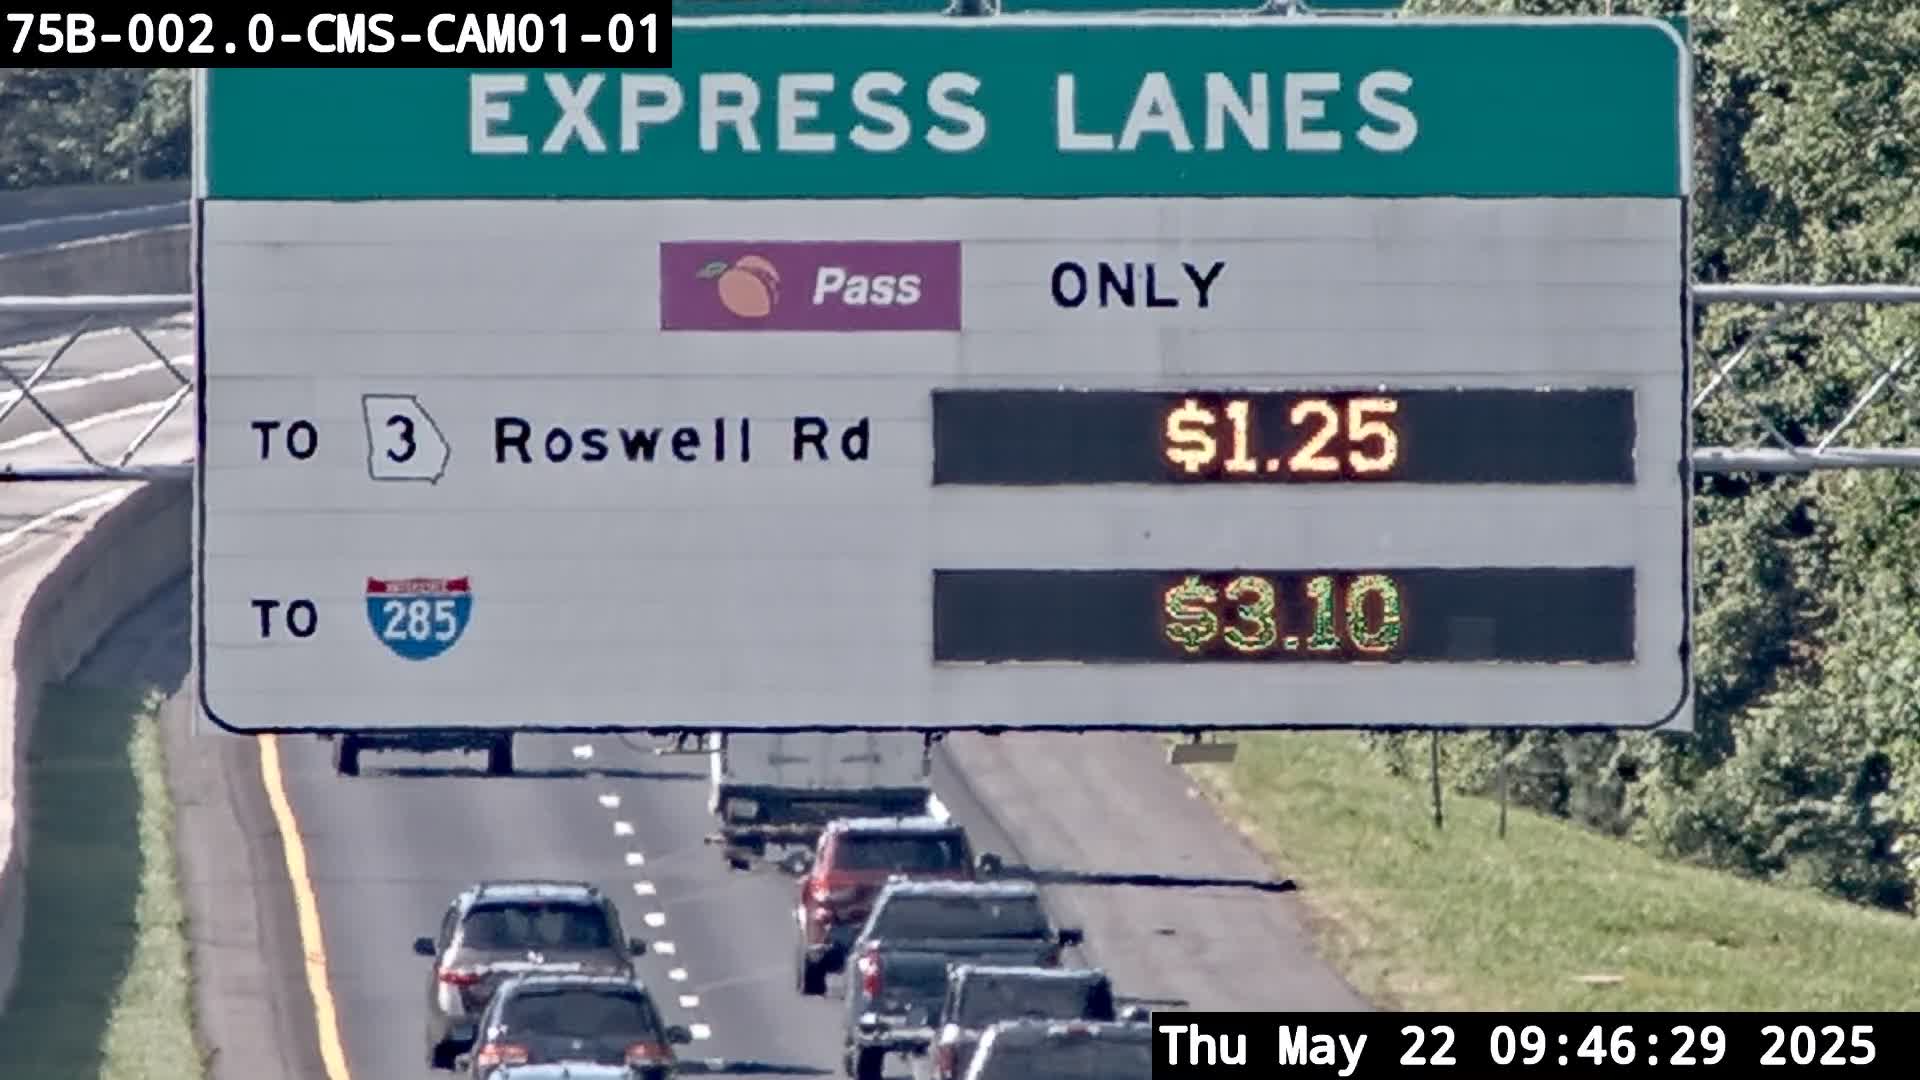 75B-002.0-CMS-CAM01-01
EXPRESS LANES
Pass ONLY
TO 3 Roswell Rd $1.25
INTERSTATE
TO 285 $3.10
Thu May 22 09:46:29 2025